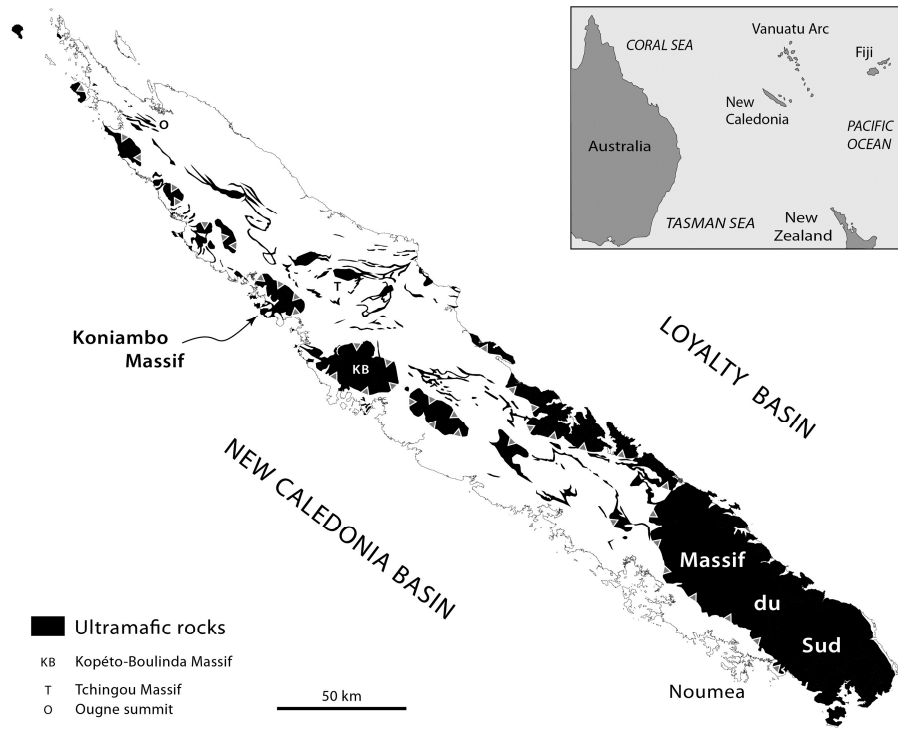 CORAL SEA
Vanuatu Arc
Fiji
New
Caledonia
PACIFIC
OCEAN
Australia
TASMAN SEA
New
Zealand
O
T
Koniambo
Massif
KB
LOYALTY BASIN
NEW CALEDONIA BASIN
Massif
du
Sud
Noumea
Ultramafic rocks
KB Kopéto-Boulinda Massif
T Tchingou Massif
O Ougne summit
50 km